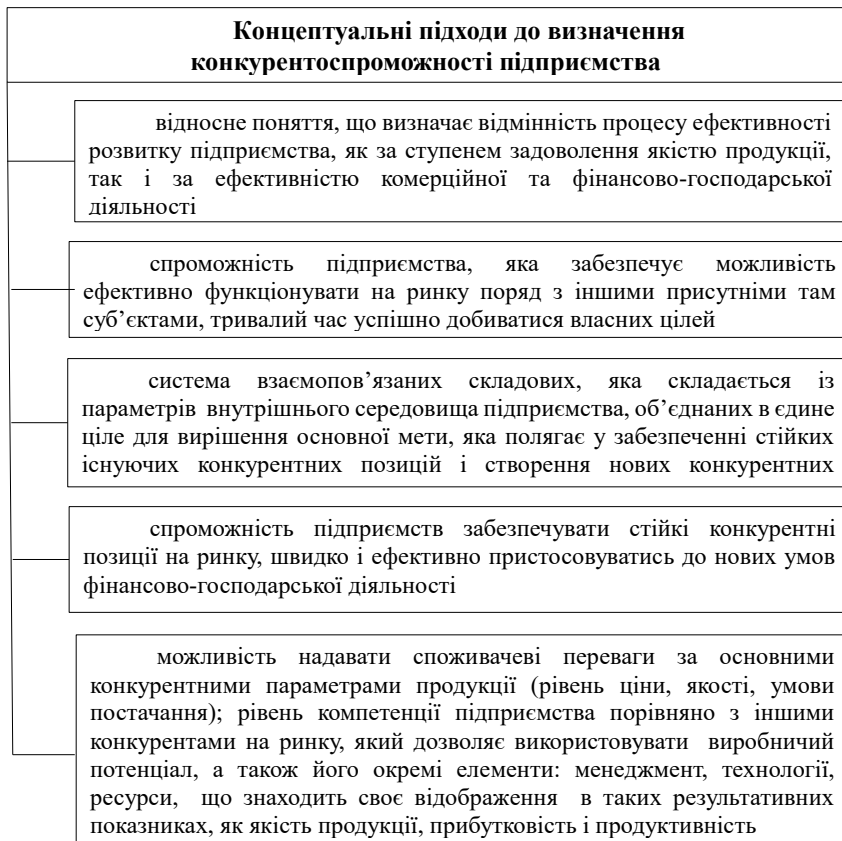 Концептуальні підходи до визначення
конкурентоспроможності підприємства
відносне поняття, що визначає відмінність процесу ефективності
розвитку підприємства, як за ступенем задоволення якістю продукції,
так і за ефективністю комерційної та фінансово-господарської
діяльності
спроможність підприємства, яка забезпечує можливість
ефективно функціонувати на ринку поряд з іншими присутніми там
суб’єктами, тривалий час успішно добиватися власних цілей
система взаємопов’язаних складових, яка складається із
параметрів внутрішнього середовища підприємства, об’єднаних в єдине
ціле для вирішення основної мети, яка полягає у забезпеченні стійких
існуючих конкурентних позицій і створення нових конкурентних
спроможність підприємств забезпечувати стійкі конкурентні
позиції на ринку, швидко і ефективно пристосовуватись до нових умов
фінансово-господарської діяльності
можливість надавати споживачеві переваги за основними
конкурентними параметрами продукції (рівень ціни, якості, умови
постачання); рівень компетенції підприємства порівняно з іншими
конкурентами на ринку, який дозволяє використовувати виробничий
потенціал, а також його окремі елементи: менеджмент, технології,
ресурси, що знаходить своє відображення в таких результативних
показниках, як якість продукції, прибутковість і продуктивність